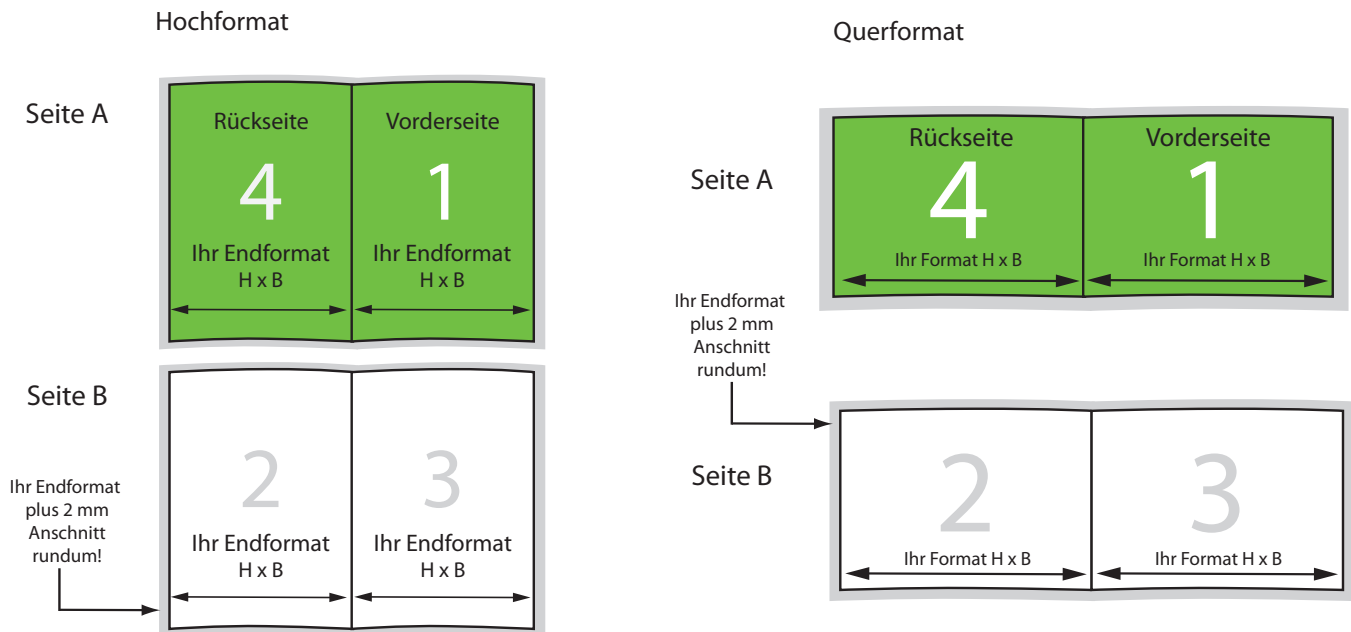 Hochformat
Seite A
Rückseite
Vorderseite
4
1
Ihr Endformat
H x B
Ihr Endformat
H x B
Seite B
2
3
Ihr Endformat
H x B
Ihr Endformat
H x B
Ihr Endformat
plus 2 mm
Anschnitt
rundum!
Querformat
Seite A
Rückseite
Vorderseite
4
1
Ihr Format H x B
Ihr Format H x B
Ihr Endformat
plus 2 mm
Anschnitt
rundum!
Seite B
2
3
Ihr Format H x B
Ihr Format H x B